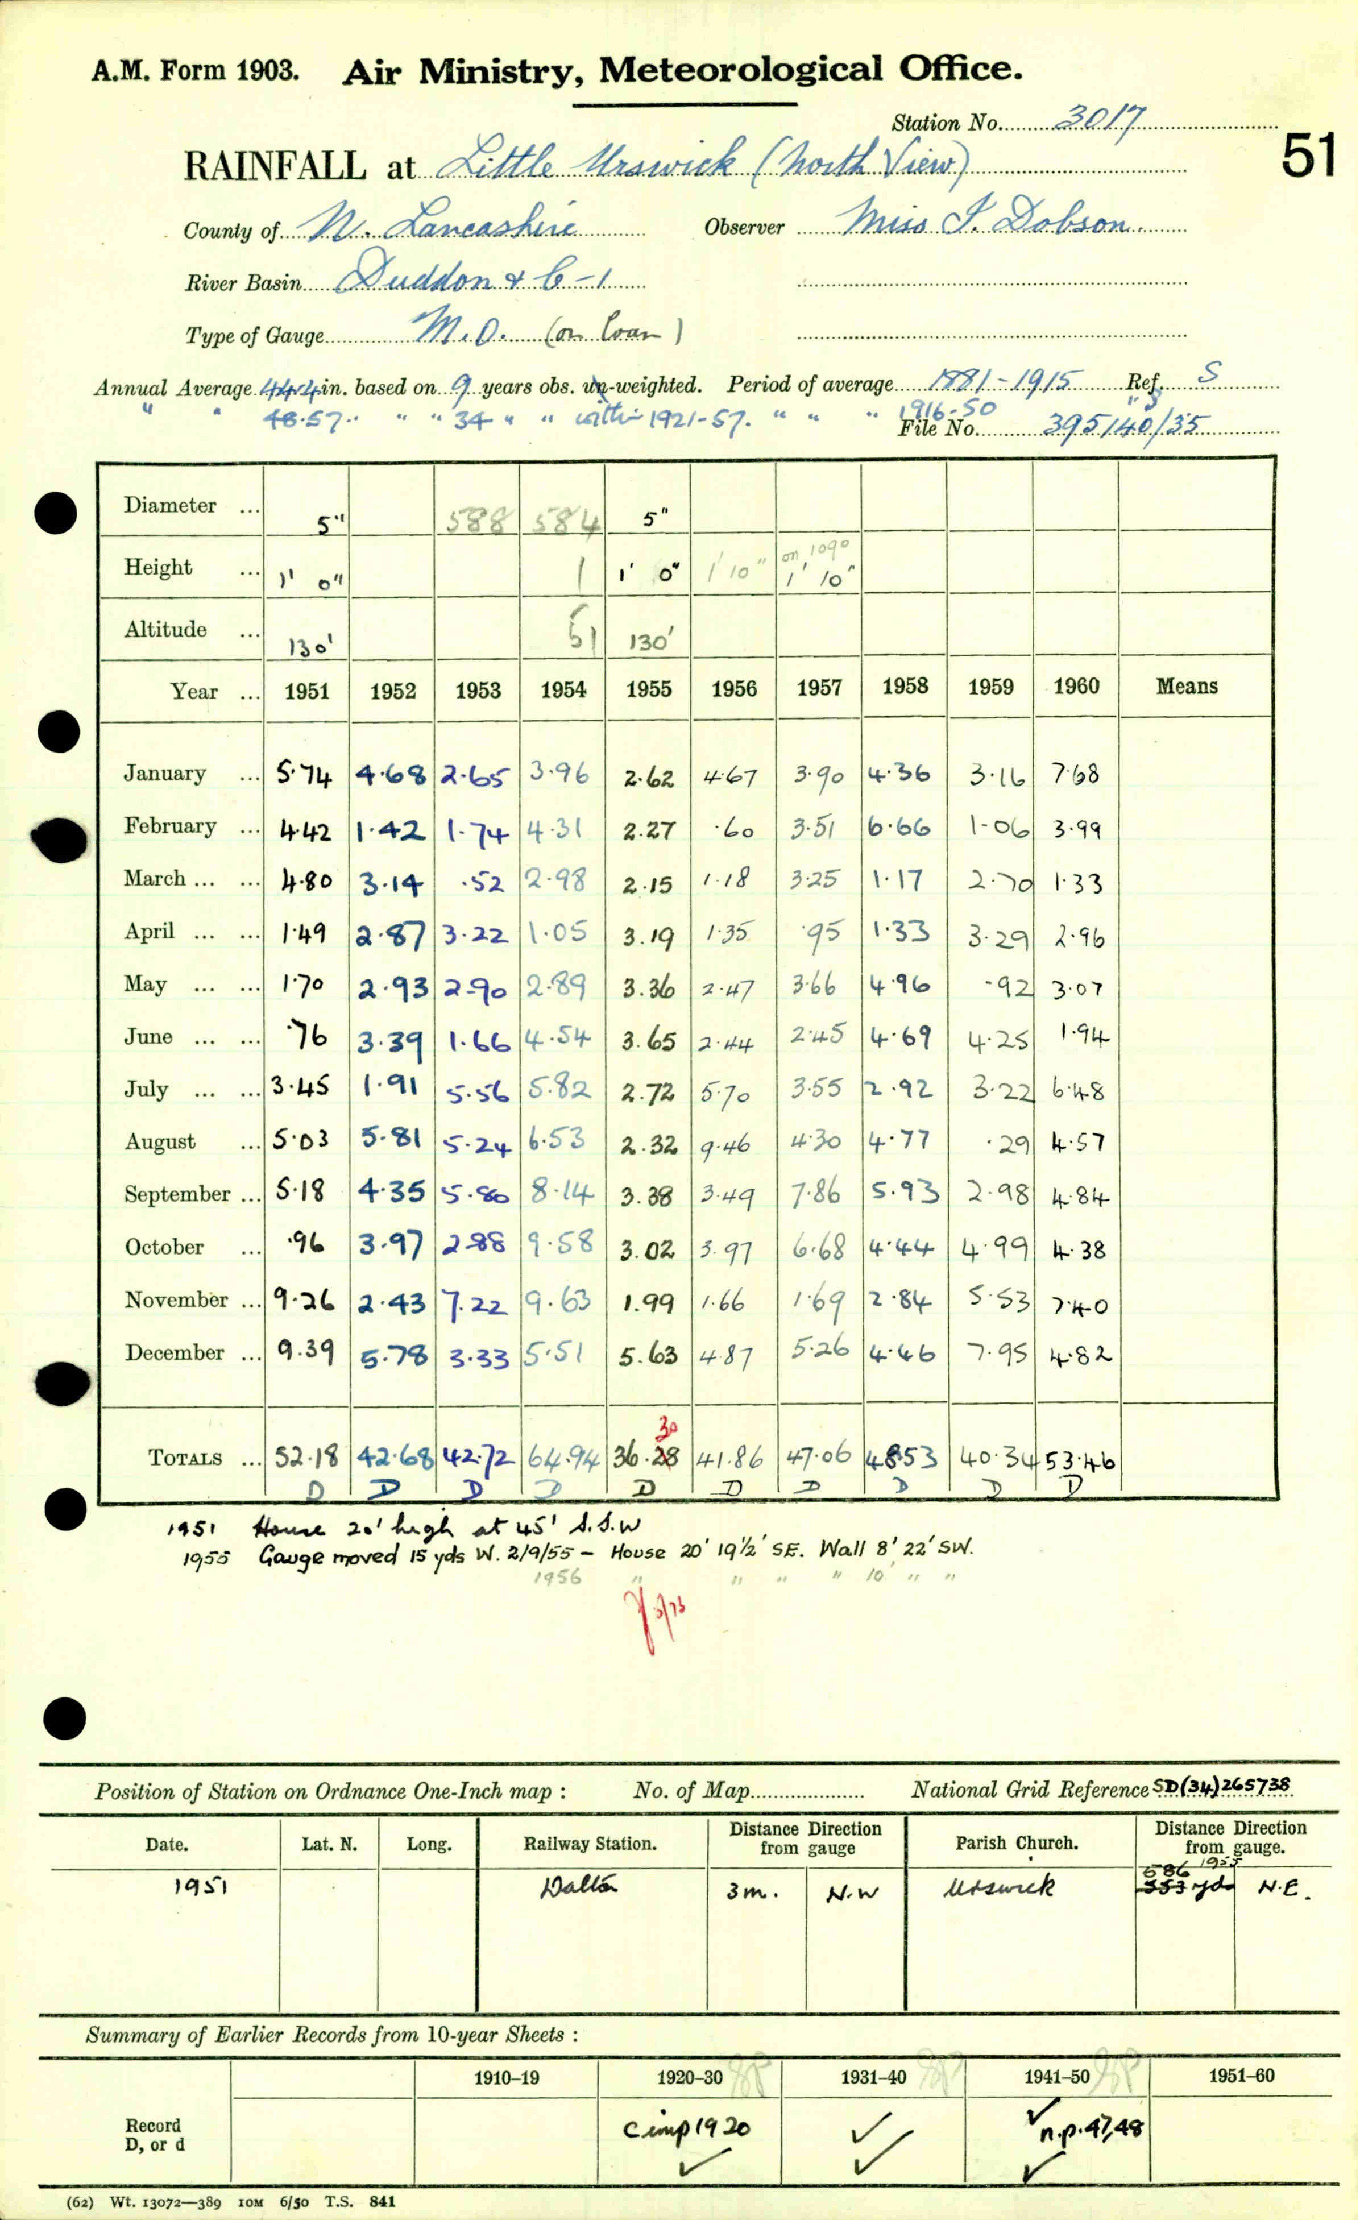 A.M. Form 1903. Air Ministry, Meteorological Office.
Station No. 3017
51
RAINFALL at Little Urswick (North View)
County of N. Lancashire Observer Miss I. Dobson.
River Basin Duddon & C-1
Type of Gauge M.O. (on loan)
Annual Average 44.4 in. based on 9 years obs. un-weighted. Period of average 1881-1915 Ref. S
" " 48.57. " " 34 " " within 1921-57. " " " 1916-50 " S
File No. 395140/35
Diameter ... 5" 588 584 5"
Height ... 1' 0" 1 1' 0" 1'10" on 1090 1' 10"
Altitude ... 130' 51 130'
Year ... 1951 1952 1953 1954 1955 1956 1957 1958 1959 1960 Means
January ... 5.74 4.68 2.65 3.96 2.62 4.67 3.90 4.36 3.16 7.68
February ... 4.42 1.42 1.74 4.31 2.27 .60 3.51 6.66 1.06 3.99
March ... ... 4.80 3.14 .52 2.98 2.15 1.18 3.25 1.17 2.70 1.33
April ... ... 1.49 2.87 3.22 1.05 3.19 1.35 .95 1.33 3.29 2.96
May ... ... 1.70 2.93 2.90 2.89 3.36 2.47 3.66 4.96 .92 3.07
June ... ... .76 3.39 1.66 4.54 3.65 2.44 2.45 4.69 4.25 1.94
July ... ... 3.45 1.91 5.56 5.82 2.72 5.70 3.55 2.92 3.22 6.48
August ... 5.03 5.81 5.24 6.53 2.32 9.46 4.30 4.77 .29 4.57
September ... 5.18 4.35 5.80 8.14 3.38 3.49 7.86 5.93 2.98 4.84
October ... .96 3.97 2.88 9.58 3.02 3.97 6.68 4.44 4.99 4.38
November ... 9.26 2.43 7.22 9.63 1.99 1.66 1.69 2.84 5.53 7.40
December ... 9.39 5.78 3.33 5.51 5.63 4.87 5.26 4.46 7.95 4.82
30
TOTALS ... 52.18 42.68 42.72 64.94 36.28 41.86 47.06 48.53 40.34 53.46
D D D D D D D D D D
1951 House 20' high at 45' S.S.W
1955 Gauge moved 15 yds W. 2/9/55 - House 20' 19½' SE. Wall 8' 22' SW.
1956 " " " " 10' " "
Position of Station on Ordnance One-Inch map : No. of Map National Grid Reference SD(34)265738
Date. Lat. N. Long. Railway Station. Distance Direction from gauge Parish Church. Distance Direction from gauge.
586 1955
1951 Dalton 3m. N.W Urswick 353 yds N.E.
Summary of Earlier Records from 10-year Sheets :
1910–19 1920–30 1931–40 1941–50 1951–60
Record D, or d
1920 n.p.47,48
(62) Wt. 13072—389 10M 6/50 T.S. 841